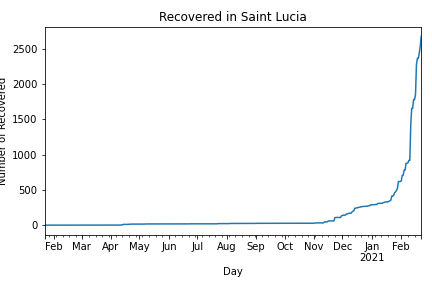 Recovered in Saint Lucia
Number of Recovered
2500
2000
1500
1000
500
0
Feb Mar Apr May Jun Jul Aug Sep Oct Nov Dec Jan Feb
2021
Day